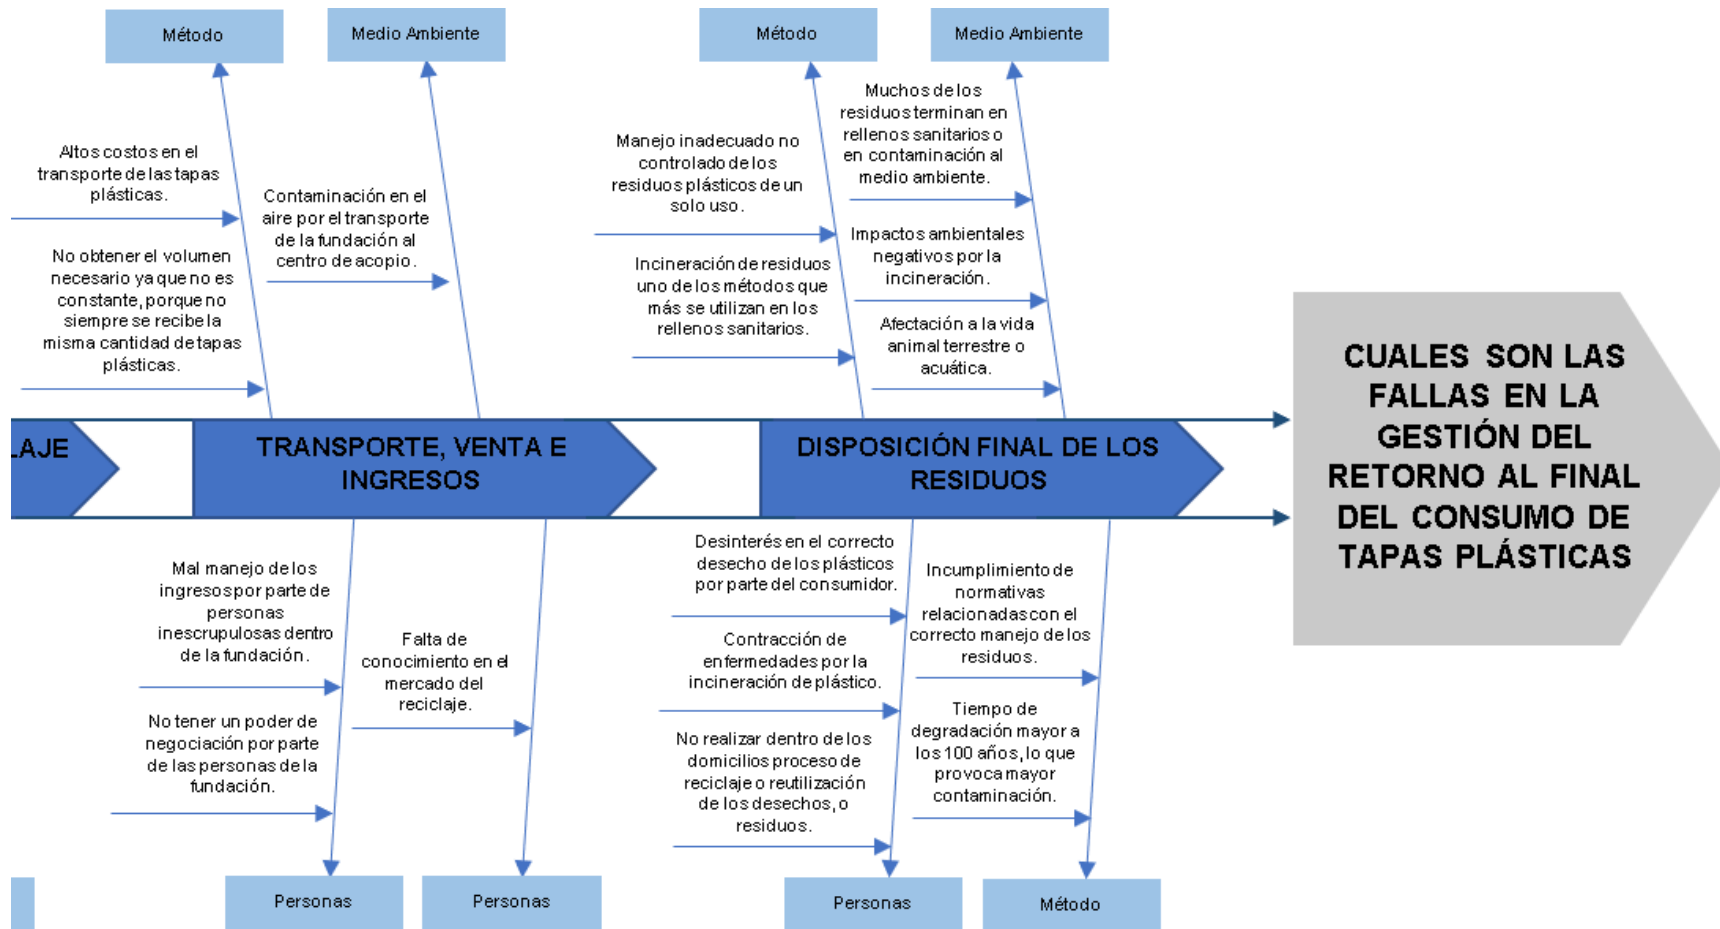 Método
Medio Ambiente
Método
Medio Ambiente
Altos costos en el
transporte de las tapas
plásticas.
No obtener el volumen
necesario ya que no es
constante, porque no
siempre se recibe la
misma cantidad de tapas
plásticas.
Contaminación en el
aire por el transporte
de la fundación al
centro de acopio.
Manejo inadecuado no
controlado de los
residuos plásticos de un
solo uso.
Incineración de residuos
uno de los métodos que
más se utilizan en los
rellenos sanitarios.
Muchos de los
residuos terminan en
rellenos sanitarios o
en contaminación al
medio ambiente.
Impactos ambientales
negativos por la
incineración.
Afectación a la vida
animal terrestre o
acuática.
LAJE
TRANSPORTE, VENTA E
INGRESOS
DISPOSICIÓN FINAL DE LOS
RESIDUOS
CUALES SON LAS
FALLAS EN LA
GESTIÓN DEL
RETORNO AL FINAL
DEL CONSUMO DE
TAPAS PLÁSTICAS
Mal manejo de los
ingresos por parte de
personas
inescrupulosas dentro
de la fundación.
No tener un poder de
negociación por parte
de las personas de la
fundación.
Falta de
conocimiento en el
mercado del
reciclaje.
Desinterés en el correcto
desecho de los plásticos
por parte del consumidor.
Contracción de
enfermedades por la
incineración de plástico.
No realizar dentro de los
domicilios proceso de
reciclaje o reutilización
de los desechos, o
residuos.
Incumplimiento de
normativas
relacionadas con el
correcto manejo de los
residuos.
Tiempo de
degradación mayor a
los 100 años, lo que
provoca mayor
contaminación.
Personas
Personas
Personas
Método